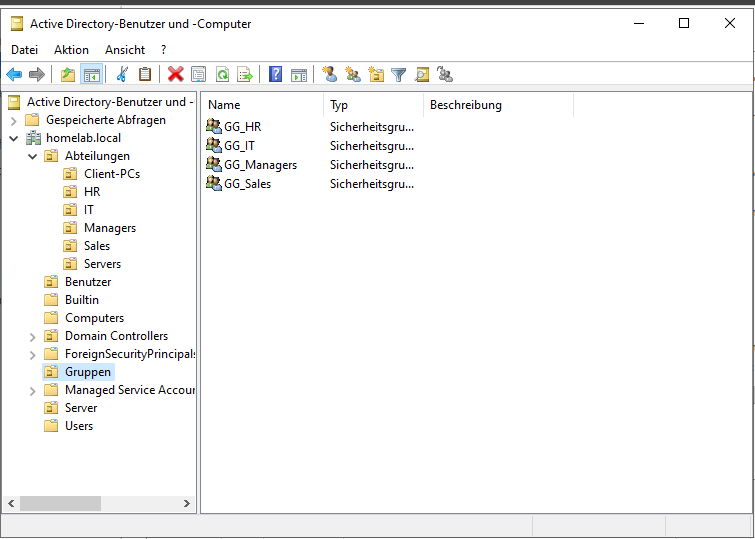 Active Directory-Benutzer und -Computer
Datei Aktion Ansicht ?
Active Directory-Benutzer und -
Gespeicherte Abfragen
homelab.local
Abteilungen
Client-PCs
HR
IT
Managers
Sales
Servers
Benutzer
Builtin
Computers
Domain Controllers
ForeignSecurityPrincipals
Gruppen
Managed Service Accour
Server
Users
Name Typ Beschreibung
GG_HR Sicherheitsgru...
GG_IT Sicherheitsgru...
GG_Managers Sicherheitsgru...
GG_Sales Sicherheitsgru...